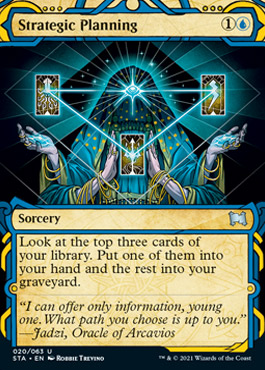 Strategic Planning 1
Sorcery
Look at the top three cards of
your library. Put one of them into
your hand and the rest into your
graveyard.
“I can offer only information, young
one. What path you choose is up to you.”
—Jadzi, Oracle of Arcavios
020/063 U
STA • EN ROBBIE TREVINO
™ & © 2021 Wizards of the Coast